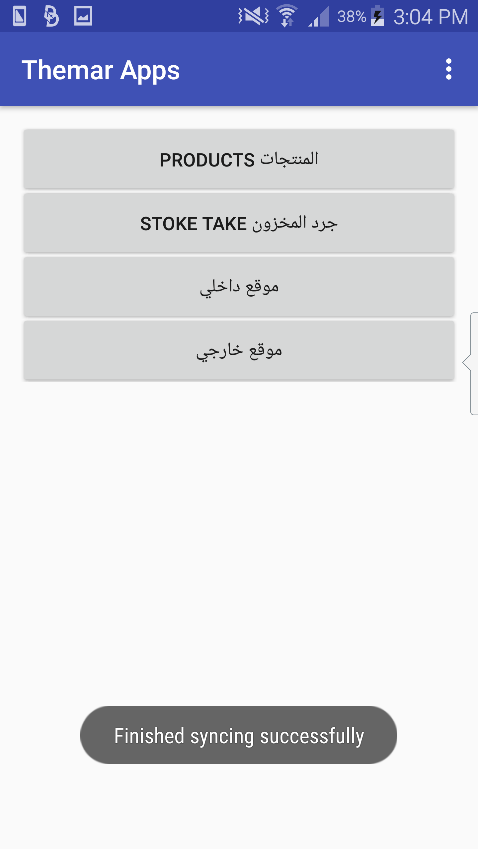 38% 3:04 PM
Themar Apps
PRODUCTS المنتجات
STOKE TAKE جرد المخزون
موقع داخلي
موقع خارجي
Finished syncing successfully